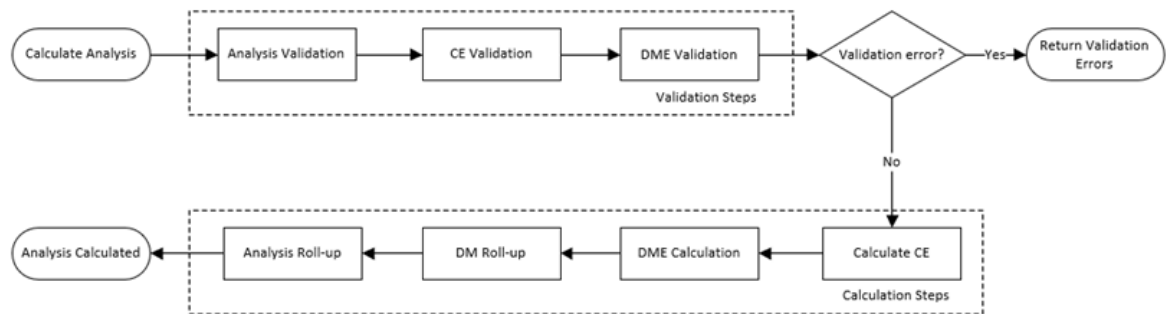 Calculate Analysis
Analysis Validation
CE Validation
DME Validation
Validation error?
Yes
Return Validation
Errors
Validation Steps
No
Analysis Calculated
Analysis Roll-up
DM Roll-up
DME Calculation
Calculate CE
Calculation Steps